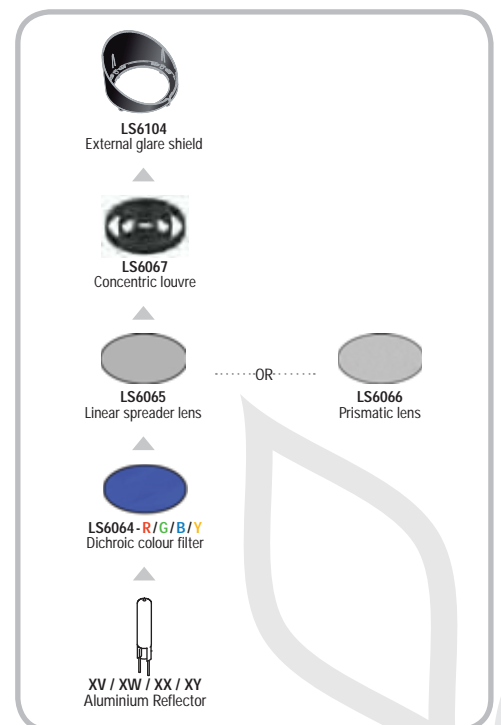 LS6104
External glare shield
LS6067
Concentric louvre
LS6065
Linear spreader lens
OR
LS6066
Prismatic lens
LS6064-R/G/B/Y
Dichroic colour filter
XV / XW / XX / XY
Aluminium Reflector